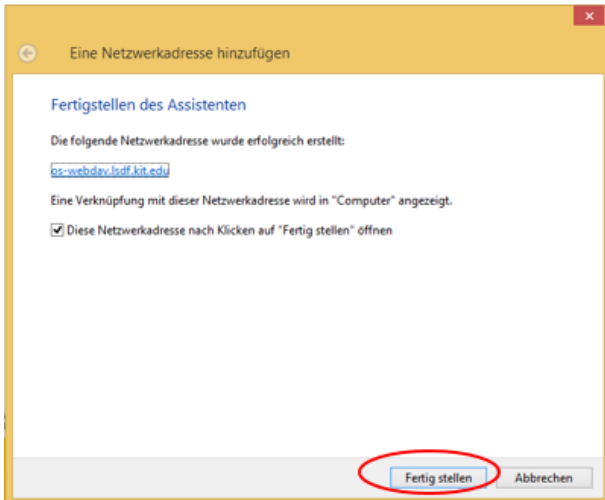 Eine Netzwerkadresse hinzufügen
Fertigstellen des Assistenten
Die folgende Netzwerkadresse wurde erfolgreich erstellt:
os-webdav.lsdf.kit.edu
Eine Verknüpfung mit dieser Netzwerkadresse wird in "Computer" angezeigt.
Diese Netzwerkadresse nach Klicken auf "Fertig stellen" öffnen
Fertig stellen Abbrechen